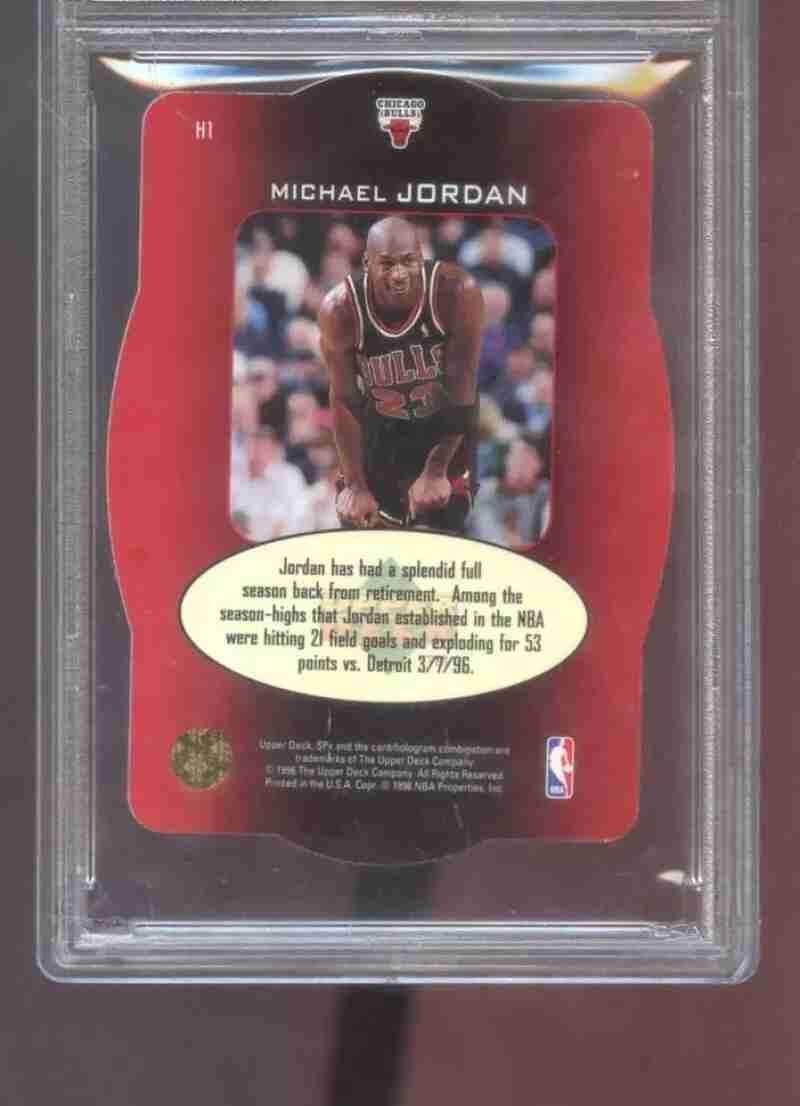 H1
CHICAGO
BULLS
MICHAEL JORDAN
BULLS
23
Jordan has had a splendid full
season back from retirement. Among the
season-highs that Jordan established in the NBA
were hitting 21 field goals and exploding for 53
points vs. Detroit 3/7/96.
Upper Deck, SPx and the card/hologram combination are
trademarks of The Upper Deck Company.
© 1996 The Upper Deck Company. All Rights Reserved.
Printed in the U.S.A. Copr. © 1996 NBA Properties, Inc.
NBA